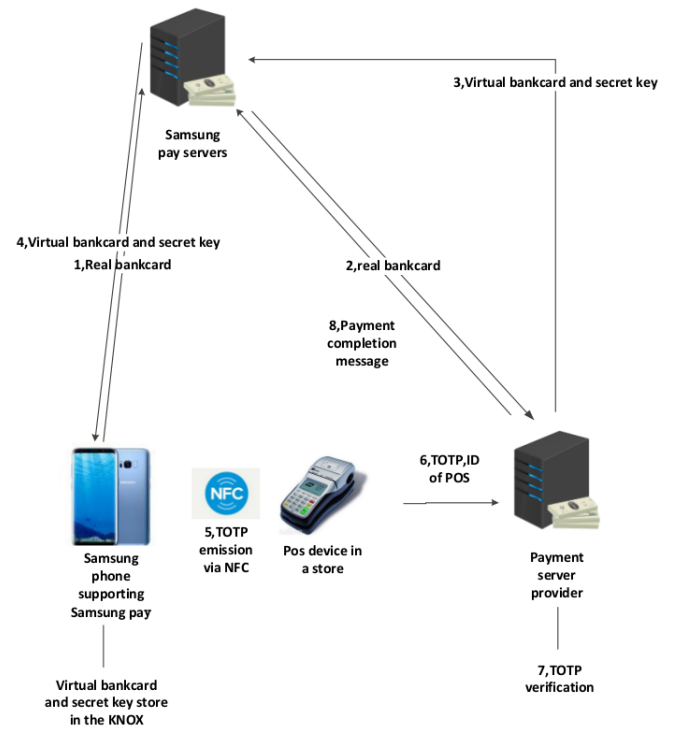 3,Virtual bankcard and secret key
Samsung
pay servers
4,Virtual bankcard and secret key
1,Real bankcard
2,real bankcard
8,Payment
completion
message
6,TOTP,ID
of POS
NFC
5,TOTP
emission
via NFC
Pos device in
a store
Samsung
phone
supporting
Samsung pay
Payment
server
provider
Virtual bankcard
and secret key store
in the KNOX
7,TOTP
verification